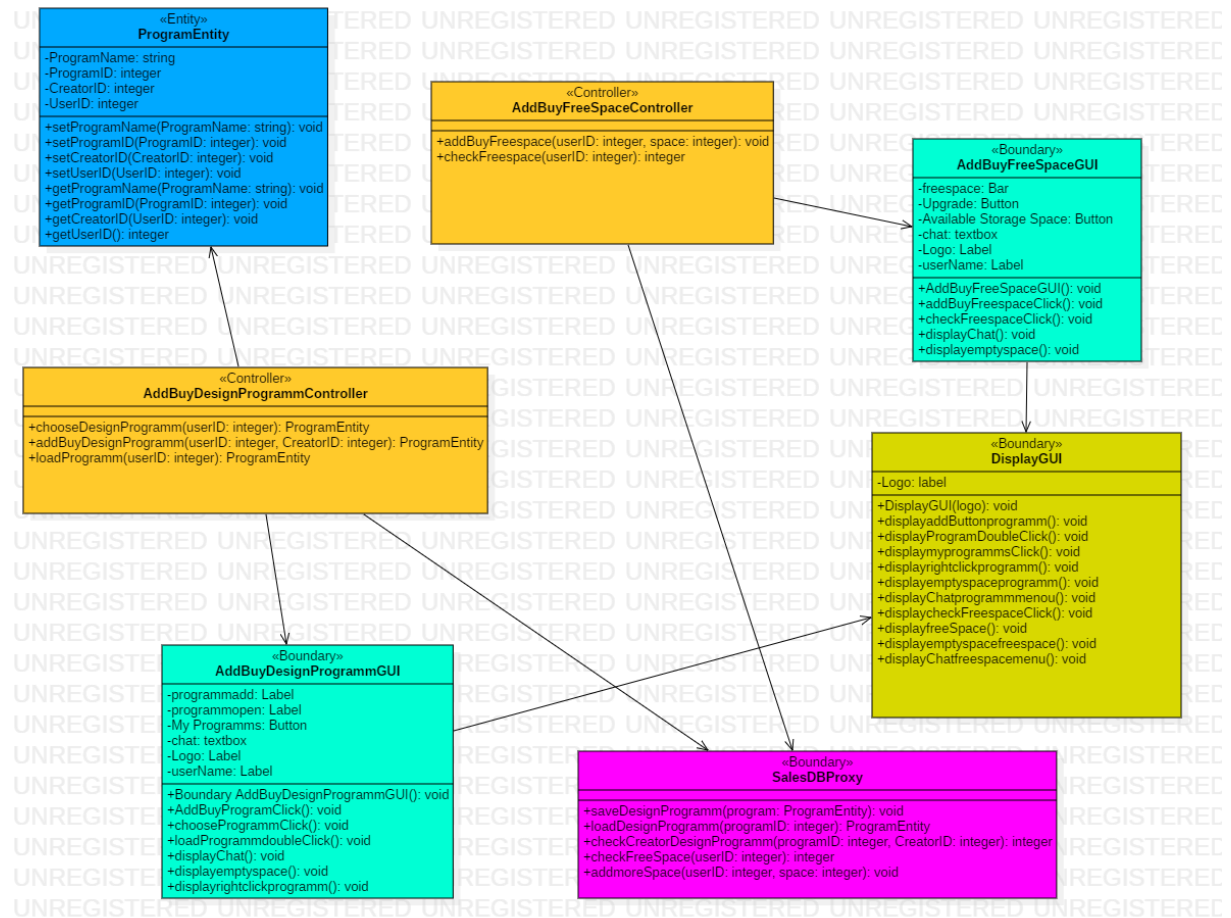 «Entity»
ProgramEntity
-ProgramName: string
-ProgramID: integer
-CreatorID: integer
-UserID: integer
+setProgramName(ProgramName: string): void
+setProgramID(ProgramID: integer): void
+setCreatorID(CreatorID: integer): void
+setUserID(UserID: integer): void
+getProgramName(ProgramName: string): void
+getProgramID(ProgramID: integer): void
+getCreatorID(UserID: integer): void
+getUserID(): integer
«Controller»
AddBuyFreeSpaceController
+addBuyFreespace(userID: integer, space: integer): void
+checkFreespace(userID: integer): integer
«Boundary»
AddBuyFreeSpaceGUI
-freespace: Bar
-Upgrade: Button
-Available Storage Space: Button
-chat: textbox
-Logo: Label
-userName: Label
+AddBuyFreeSpaceGUI(): void
+addBuyFreespaceClick(): void
+checkFreespaceClick(): void
+displayChat(): void
+displayemptyspace(): void
«Controller»
AddBuyDesignProgrammController
+chooseDesignProgramm(userID: integer): ProgramEntity
+addBuyDesignProgramm(userID: integer, CreatorID: integer): ProgramEntity
+loadProgramm(userID: integer): ProgramEntity
«Boundary»
DisplayGUI
-Logo: label
+DisplayGUI(logo): void
+displayaddButtonprogramm(): void
+displayProgramDoubleClick(): void
+displaymyprogrammsClick(): void
+displayrightclickprogramm(): void
+displayemptyspaceprogramm(): void
+displayChatprogrammmenou(): void
+displaycheckFreespaceClick(): void
+displayfreeSpace(): void
+displayemptyspacefreespace(): void
+displayChatfreespacemenu(): void
«Boundary»
AddBuyDesignProgrammGUI
-programmadd: Label
-programmopen: Label
-My Programms: Button
-chat: textbox
-Logo: Label
-userName: Label
+Boundary AddBuyDesignProgrammGUI(): void
+AddBuyProgramClick(): void
+chooseProgrammClick(): void
+loadProgrammdoubleClick(): void
+displayChat(): void
+displayemptyspace(): void
+displayrightclickprogramm(): void
«Boundary»
SalesDBProxy
+saveDesignProgramm(program: ProgramEntity): void
+loadDesignProgramm(programID: integer): ProgramEntity
+checkCreatorDesignProgramm(programID: integer, CreatorID: integer): integer
+checkFreeSpace(userID: integer): integer
+addmoreSpace(userID: integer, space: integer): void
UNREGISTERED